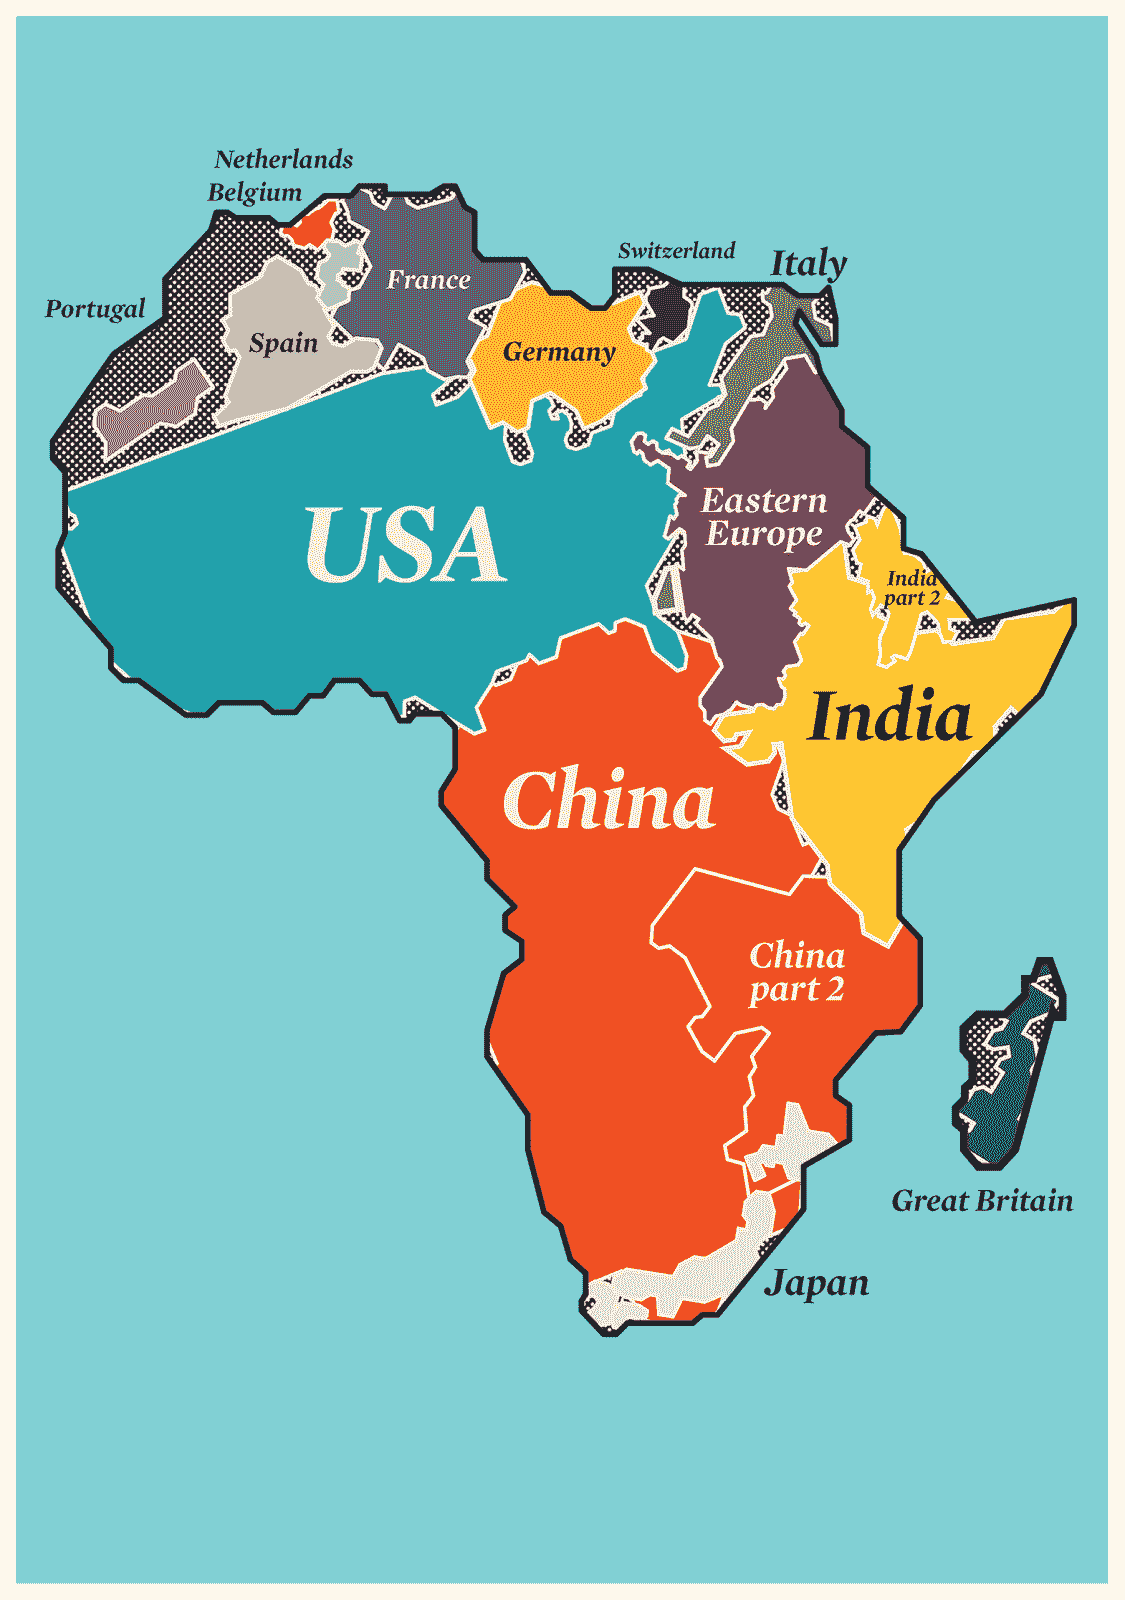 Netherlands
Belgium
Switzerland
Italy
France
Portugal
Spain
Germany
USA
Eastern
Europe
India
part 2
India
China
China
part 2
Great Britain
Japan